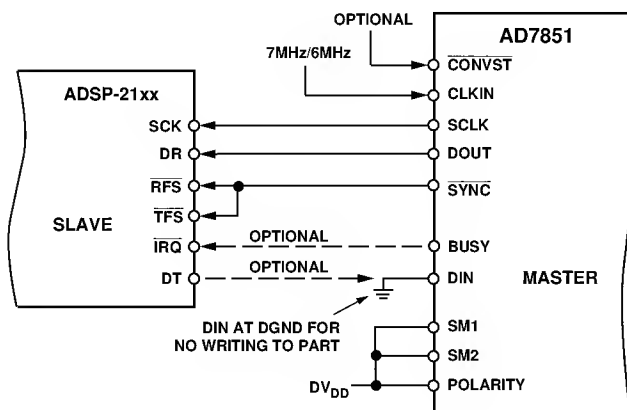 OPTIONAL
AD7851
7MHz/6MHz
CONVST
ADSP-21xx
CLKIN
SCK
SCLK
DR
DOUT
RFS
SYNC
TFS
SLAVE
OPTIONAL
IRQ
BUSY
OPTIONAL
DT
DIN
MASTER
DIN AT DGND FOR
NO WRITING TO PART
SM1
SM2
DVDD
POLARITY